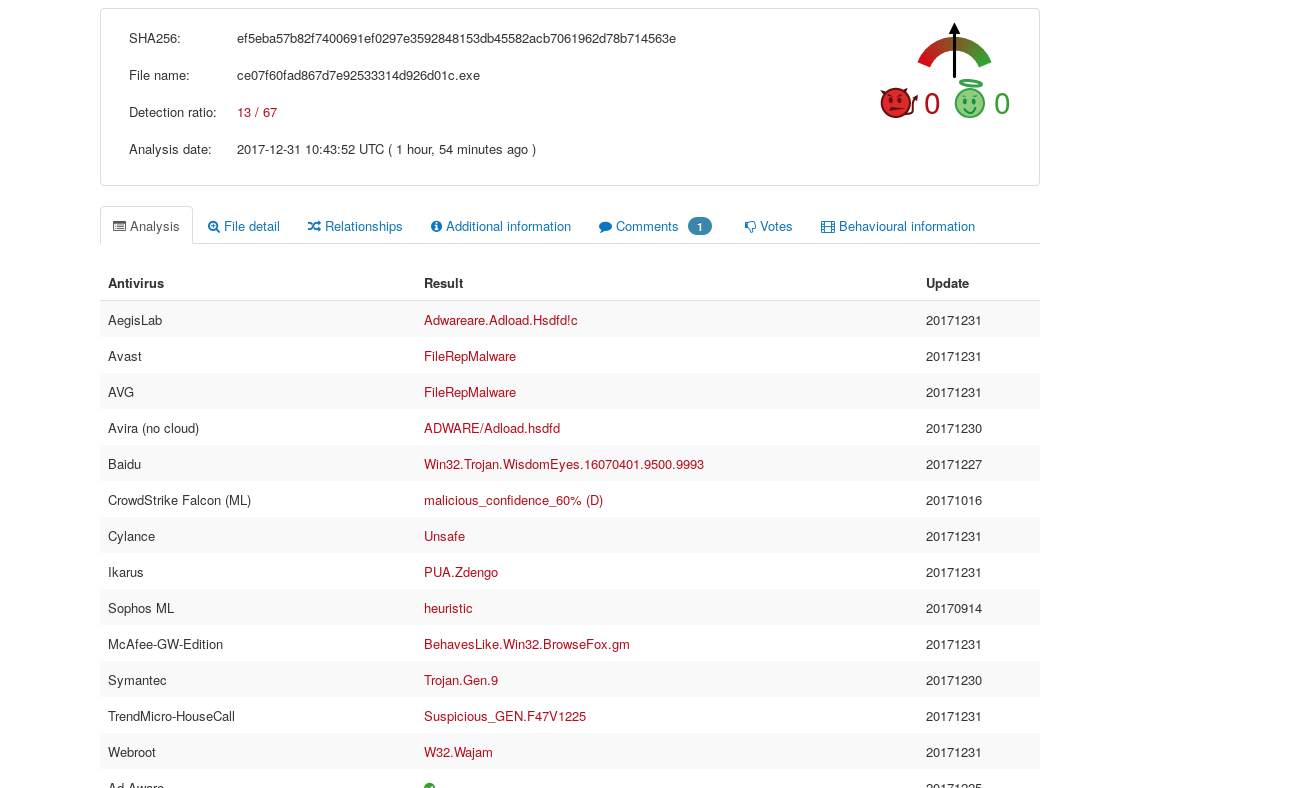 SHA256: ef5eba57b82f7400691ef0297e3592848153db45582acb7061962d78b714563e
File name: ce07f60fad867d7e92533314d926d01c.exe
Detection ratio: 13 / 67
Analysis date: 2017-12-31 10:43:52 UTC ( 1 hour, 54 minutes ago )
0 0
Analysis File detail Relationships Additional information Comments 1 Votes Behavioural information
Antivirus Result Update
AegisLab Adwareare.Adload.Hsdfd!c 20171231
Avast FileRepMalware 20171231
AVG FileRepMalware 20171231
Avira (no cloud) ADWARE/Adload.hsdfd 20171230
Baidu Win32.Trojan.WisdomEyes.16070401.9500.9993 20171227
CrowdStrike Falcon (ML) malicious_confidence_60% (D) 20171016
Cylance Unsafe 20171231
Ikarus PUA.Zdengo 20171231
Sophos ML heuristic 20170914
McAfee-GW-Edition BehavesLike.Win32.BrowseFox.gm 20171231
Symantec Trojan.Gen.9 20171230
TrendMicro-HouseCall Suspicious_GEN.F47V1225 20171231
Webroot W32.Wajam 20171231
Ad-Aware 20171225